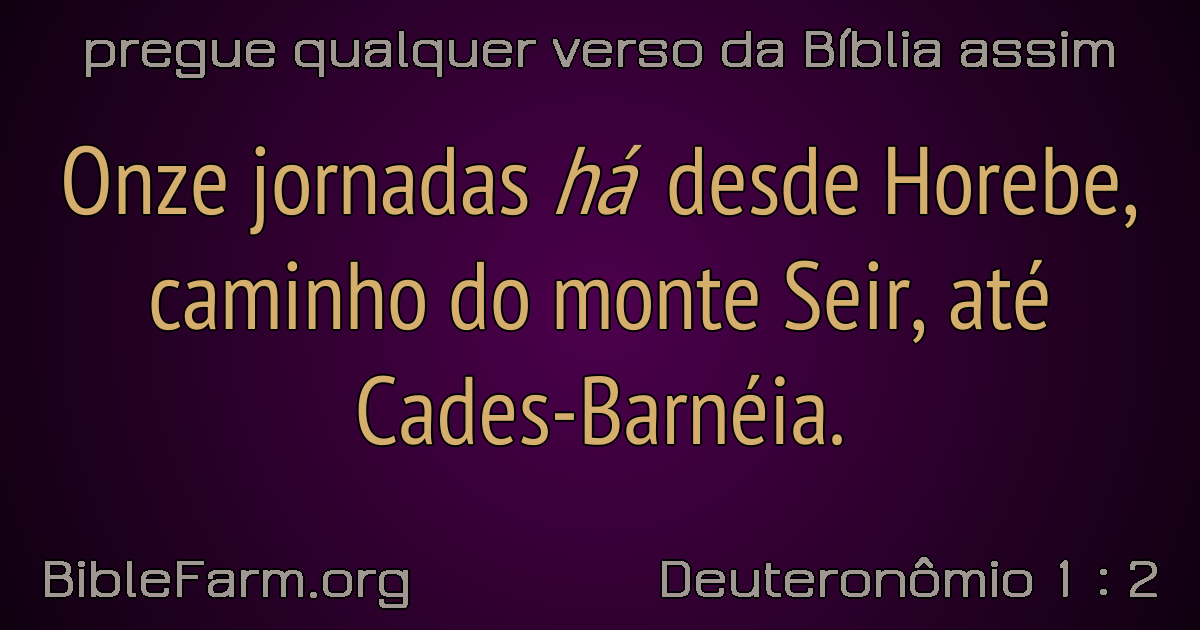 pregue qualquer verso da Bíblia assim
Onze jornadas há desde Horebe,
caminho do monte Seir, até
Cades-Barnéia.
BibleFarm.org
Deuteronômio 1 : 2